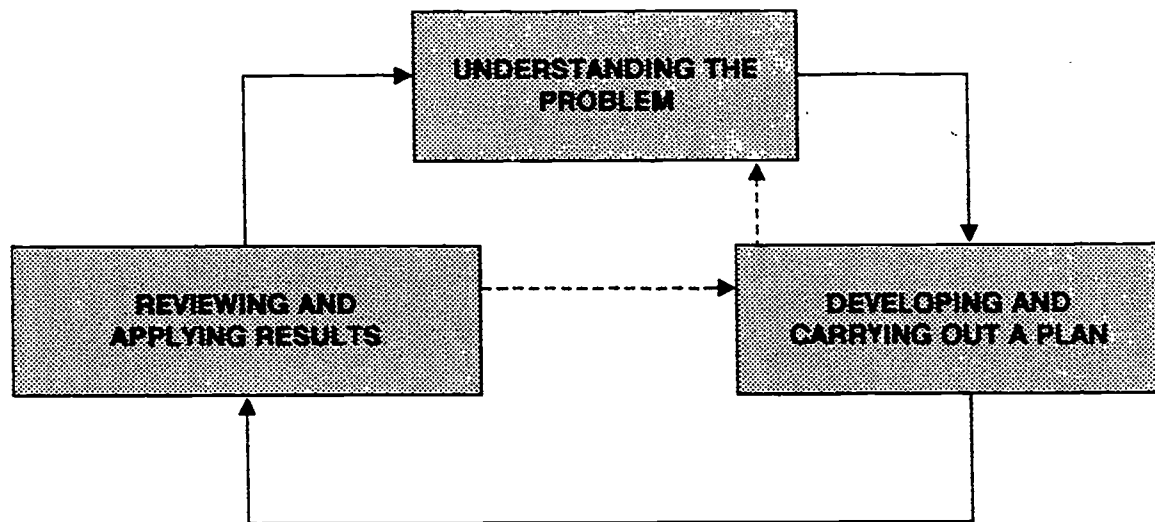 UNDERSTANDING THE
PROBLEM
REVIEWING AND
APPLYING RESULTS
DEVELOPING AND
CARRYING OUT A PLAN